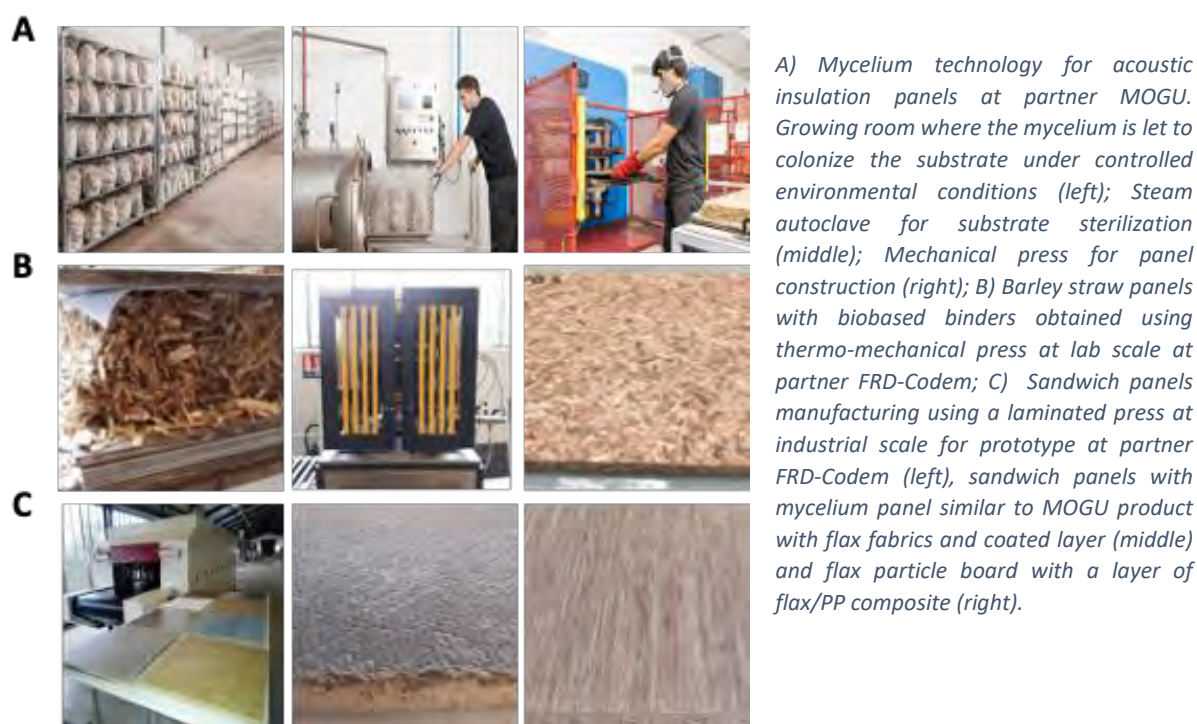 A
B
C
A) Mycelium technology for acoustic
insulation panels at partner MOGU.
Growing room where the mycelium is let to
colonize the substrate under controlled
environmental conditions (left); Steam
autoclave for substrate sterilization
(middle); Mechanical press for panel
construction (right); B) Barley straw panels
with biobased binders obtained using
thermo-mechanical press at lab scale at
partner FRD-Codem; C) Sandwich panels
manufacturing using a laminated press at
industrial scale for prototype at partner
FRD-Codem (left), sandwich panels with
mycelium panel similar to MOGU product
with flax fabrics and coated layer (middle)
and flax particle board with a layer of
flax/PP composite (right).